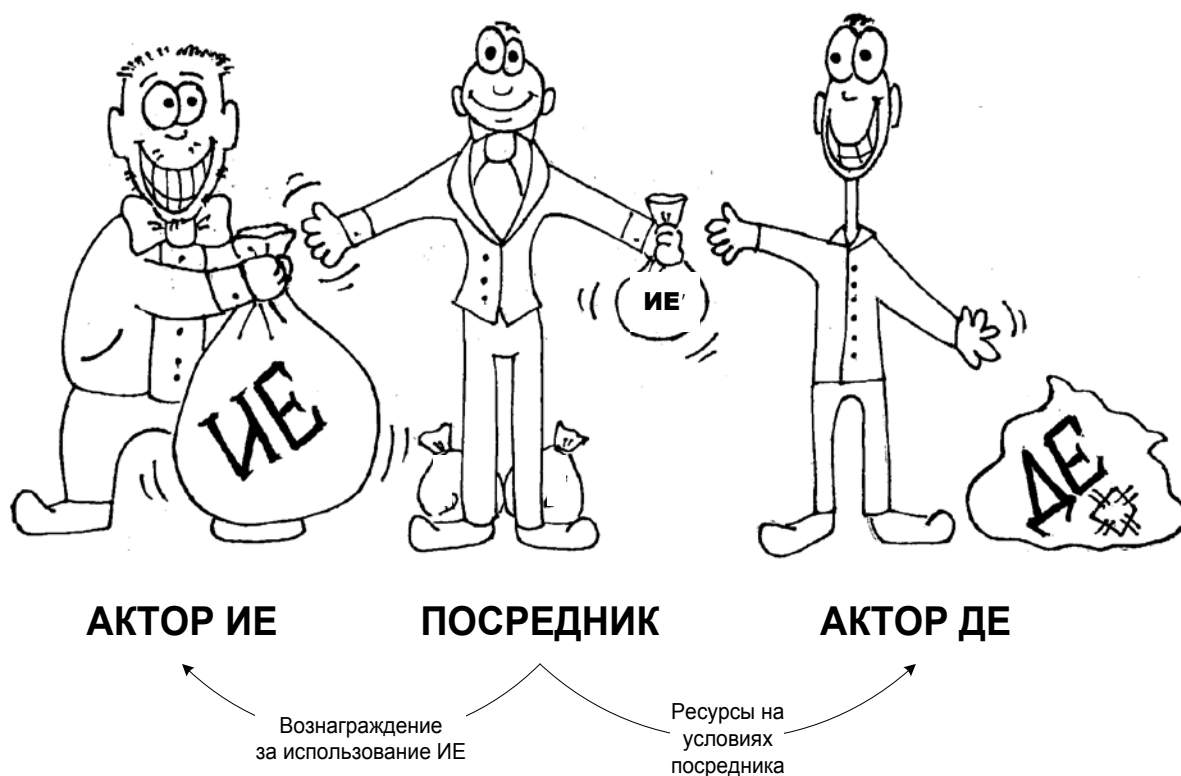 ИЕ
ИЕ
ДЕ
АКТОР ИЕ
ПОСРЕДНИК
АКТОР ДЕ
Вознаграждение
за использование ИЕ
Ресурсы на
условиях
посредника